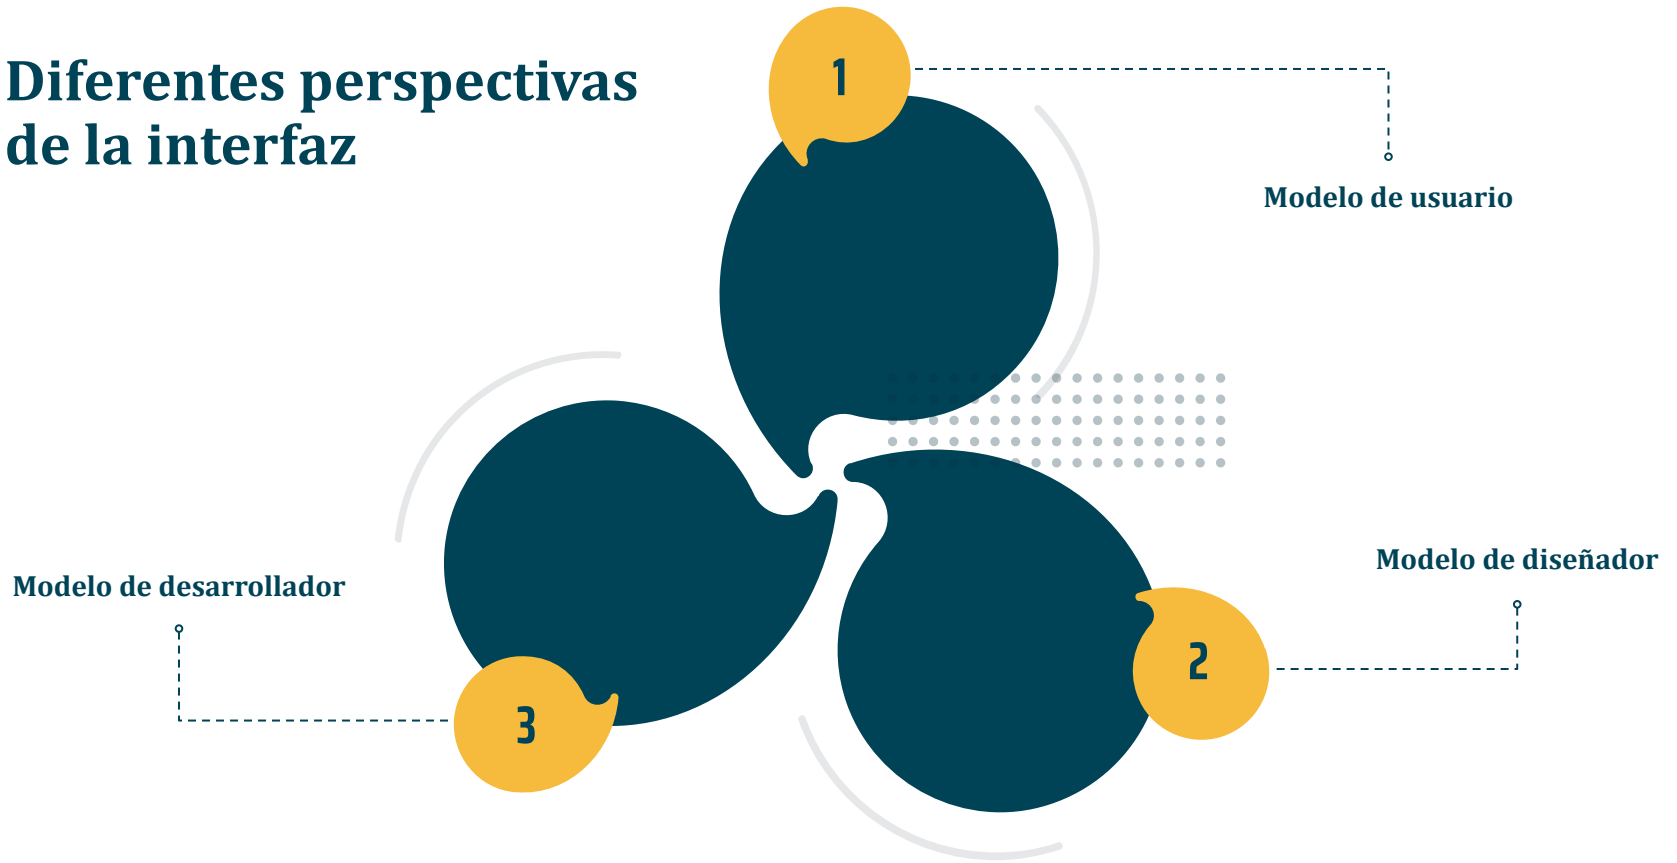 Diferentes perspectivas
de la interfaz
1
Modelo de usuario
2
Modelo de diseñador
3
Modelo de desarrollador